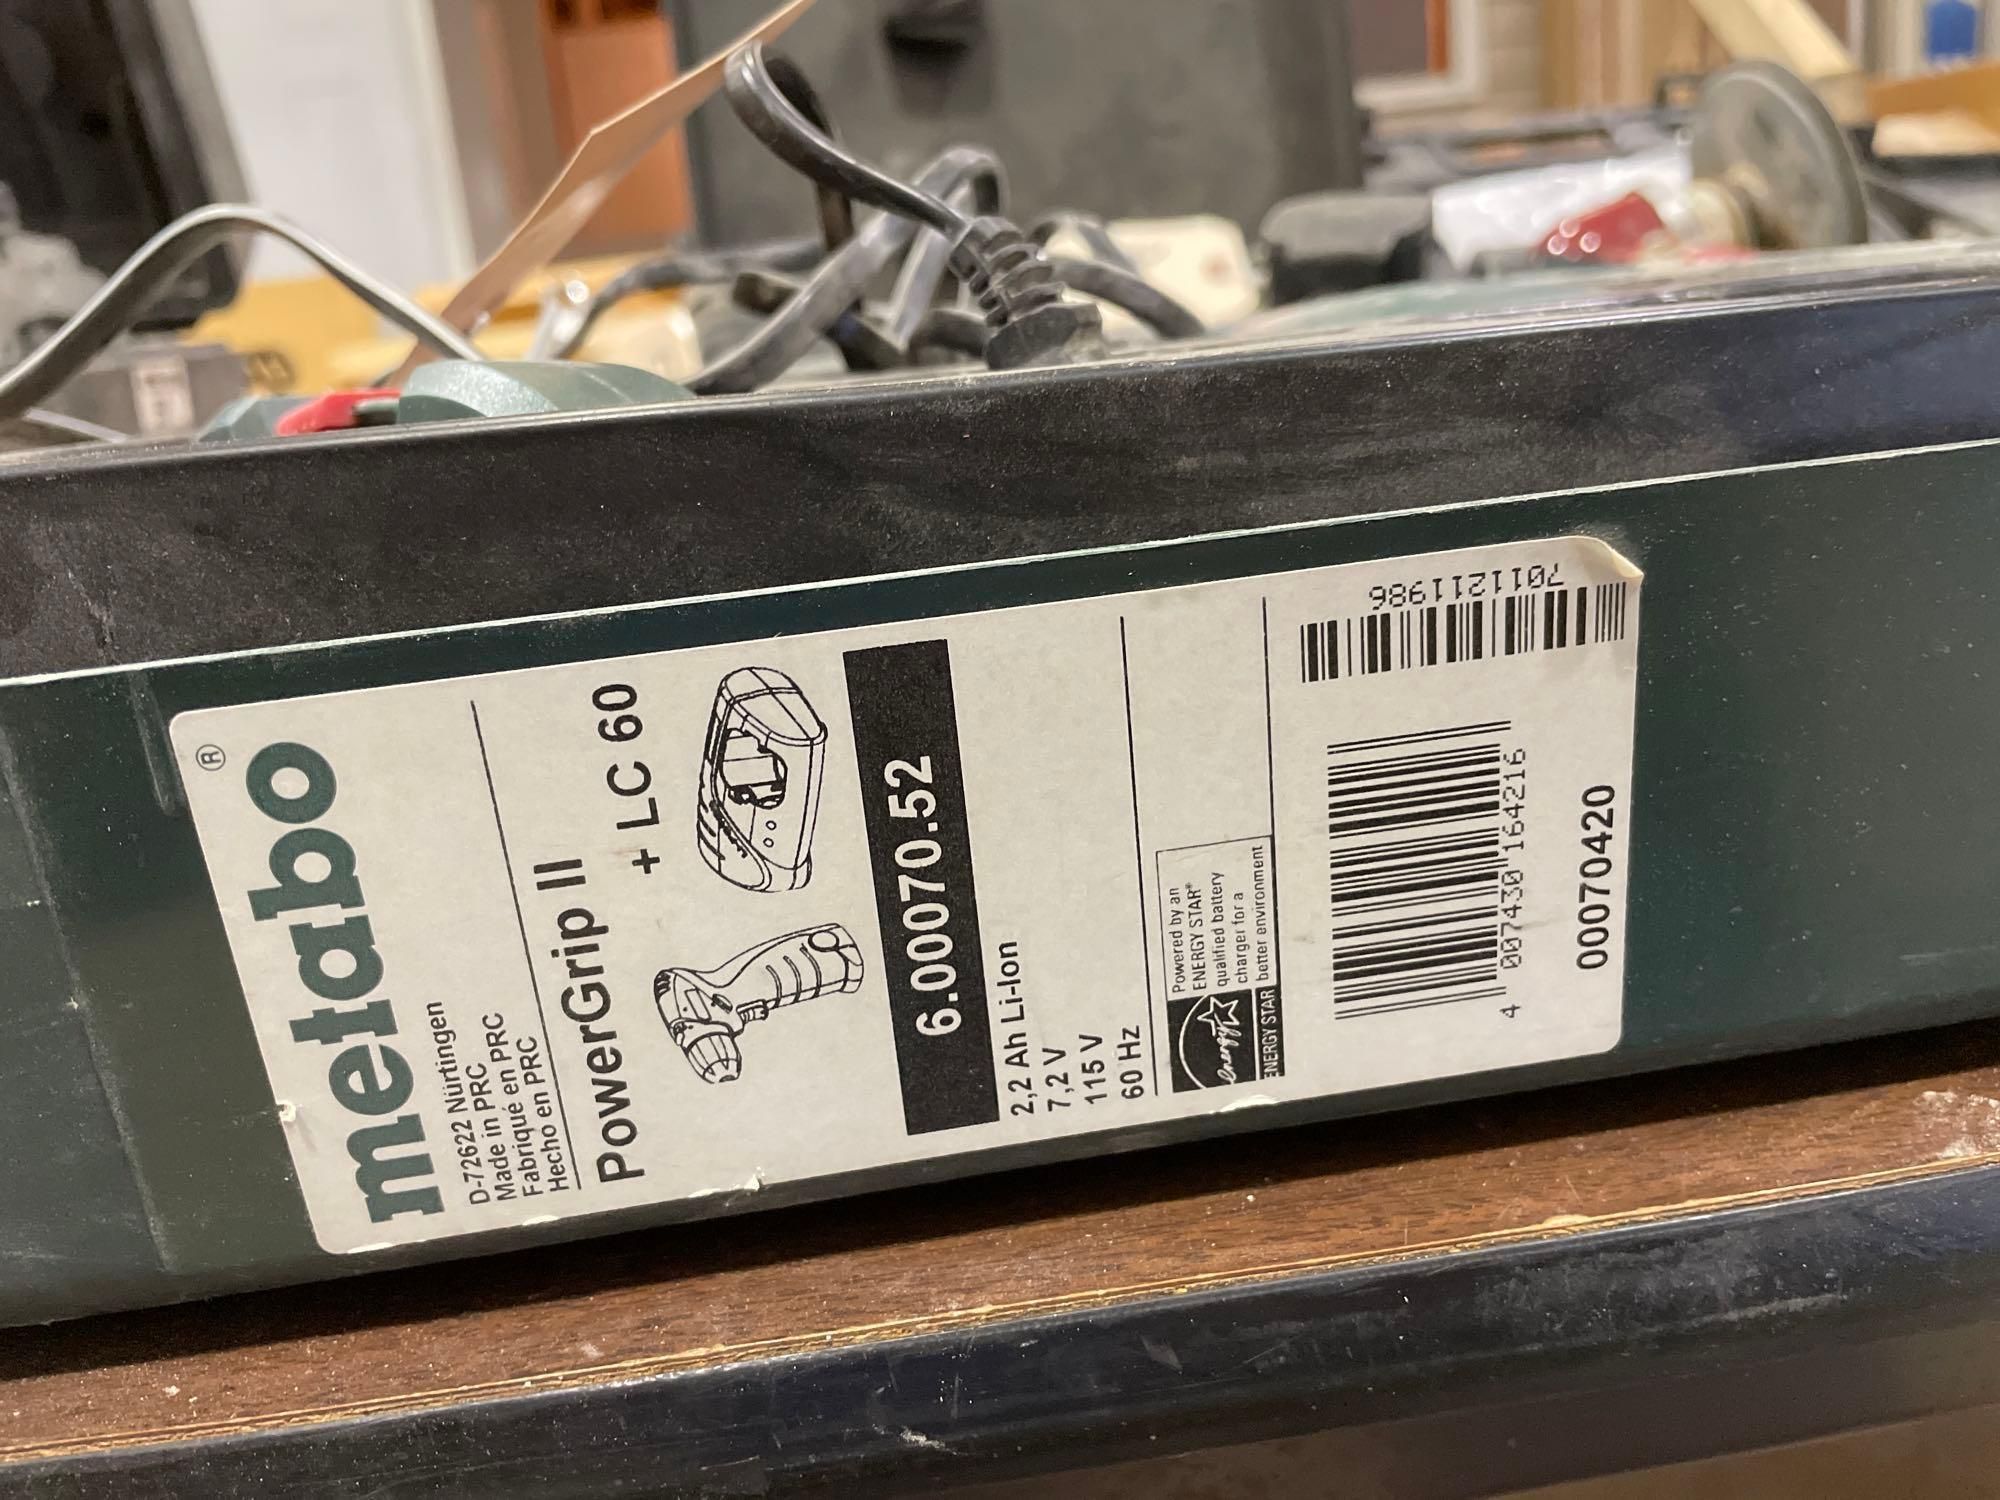 metabo®
D-72622 Nürtingen
Made in PRC
Fabriqué en PRC
Hecho en PRC
PowerGrip II
+ LC 60
6.00070.52
2,2 Ah Li-Ion
7,2 V
115 V
60 Hz
energy
ENERGY STAR
Powered by an
ENERGY STAR®
qualified battery
charger for a
better environment
7011211986
4 007430 164216
00070420